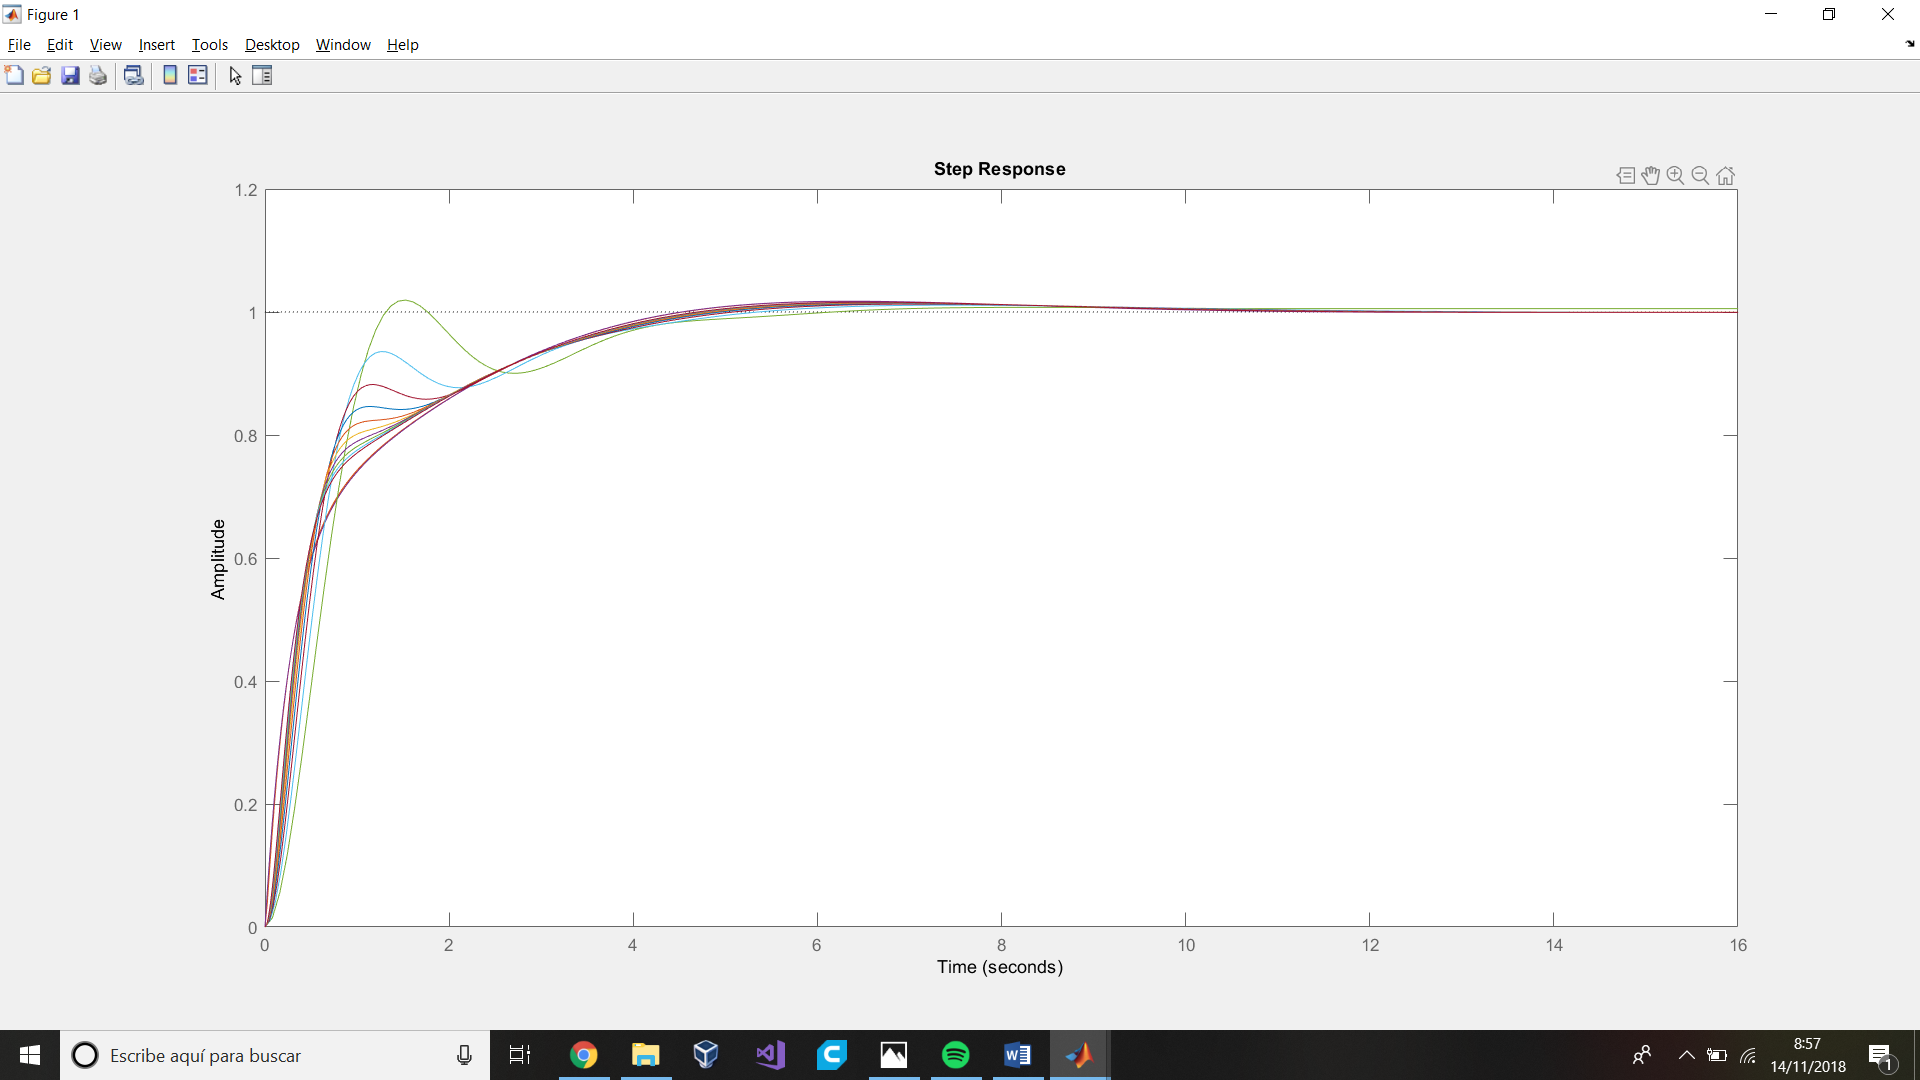 Figure 1
File Edit View Insert Tools Desktop Window Help
Step Response
1.2
1
0.8
0.6
0.4
0.2
0
Amplitude
0 2 4 6 8 10 12 14 16
Time (seconds)
Escribe aquí para buscar
8:57
14/11/2018
1